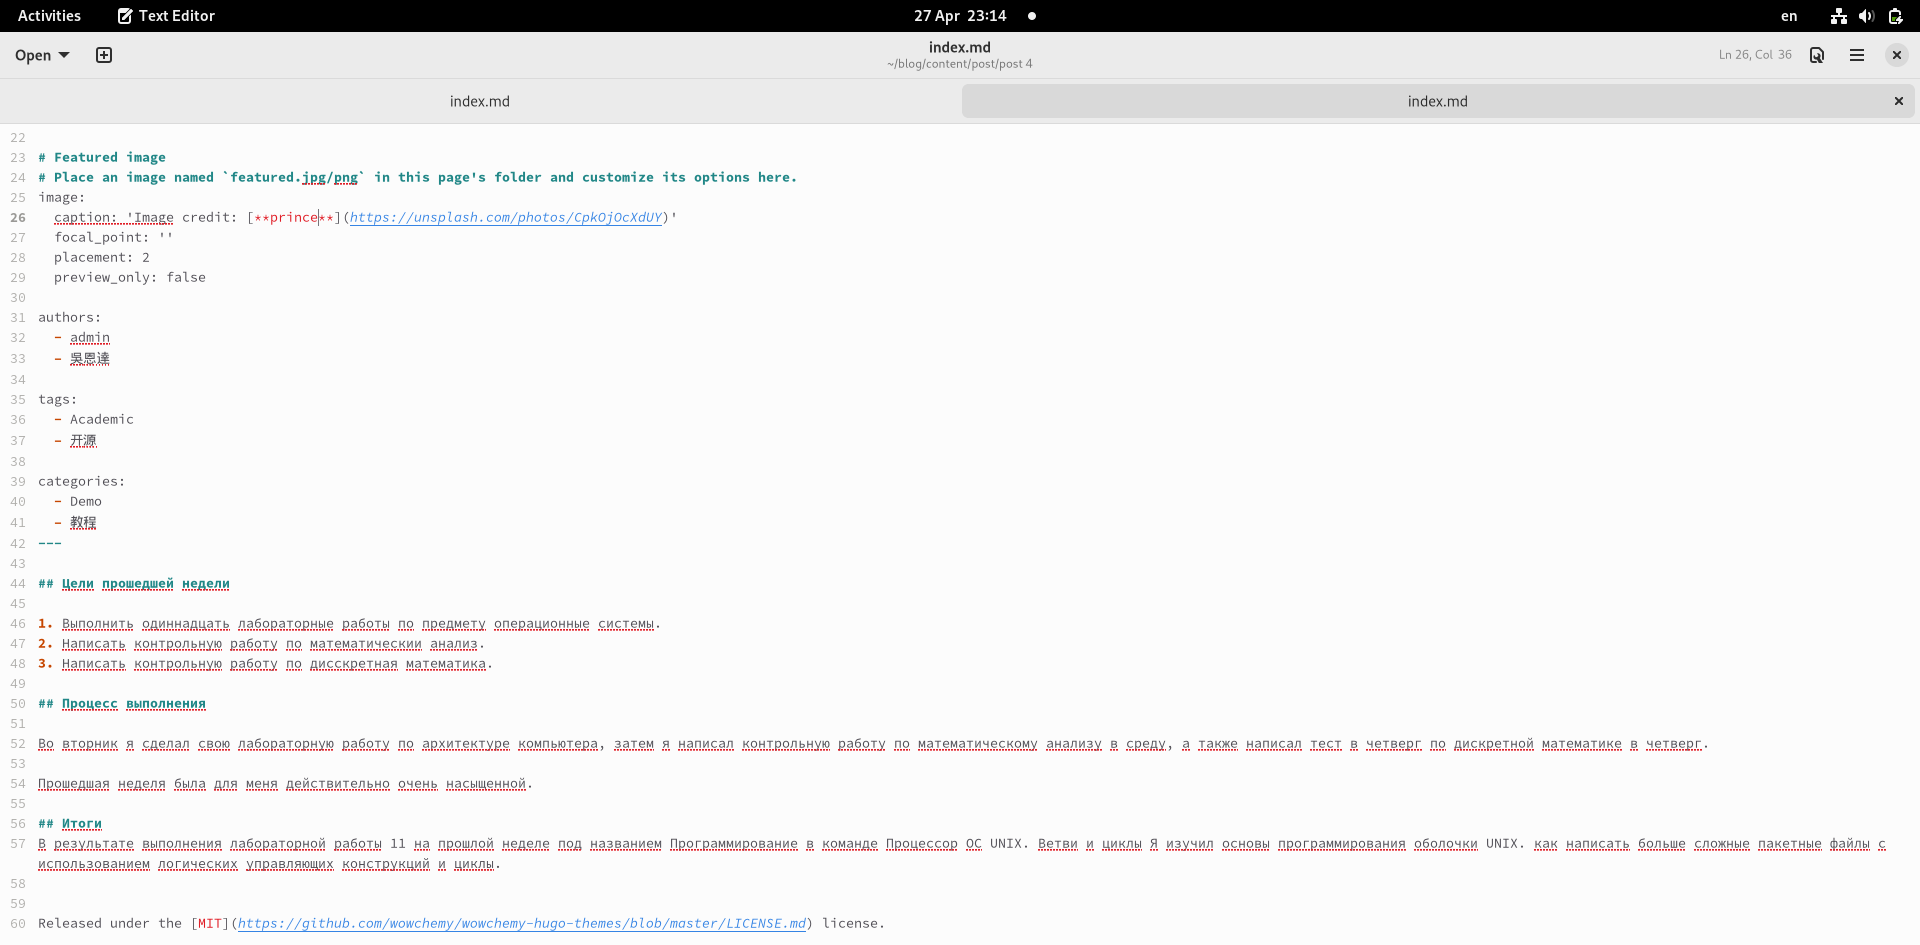 Activities Text Editor 27 Apr 23:14 en
Open index.md Ln 26, Col 36
~/blog/content/post/post 4
index.md index.md
22
23 # Featured image
24 # Place an image named `featured.jpg/png` in this page's folder and customize its options here.
25 image:
26 caption: 'Image credit: [**prince**](https://unsplash.com/photos/CpkOjOcXdUY)'
27 focal_point: ''
28 placement: 2
29 preview_only: false
30
31 authors:
32 - admin
33 - 吳恩達
34
35 tags:
36 - Academic
37 - 开源
38
39 categories:
40 - Demo
41 - 教程
42 ---
43
44 ## Цели прошедшей недели
45
46 1. Выполнить одиннадцать лабораторные работы по предмету операционные системы.
47 2. Написать контрольную работу по математическии анализ.
48 3. Написать контрольную работу по дисскретная математика.
49
50 ## Процесс выполнения
51
52 Во вторник я сделал свою лабораторную работу по архитектуре компьютера, затем я написал контрольную работу по математическому анализу в среду, а также написал тест в четверг по дискретной математике в четверг.
53
54 Прошедшая неделя была для меня действительно очень насыщенной.
55
56 ## Итоги
57 В результате выполнения лабораторной работы 11 на прошлой неделе под названием Программирование в команде Процессор ОС UNIX. Ветви и циклы Я изучил основы программирования оболочки UNIX. как написать больше сложные пакетные файлы с
использованием логических управляющих конструкций и циклы.
58
59
60 Released under the [MIT](https://github.com/wowchemy/wowchemy-hugo-themes/blob/master/LICENSE.md) license.